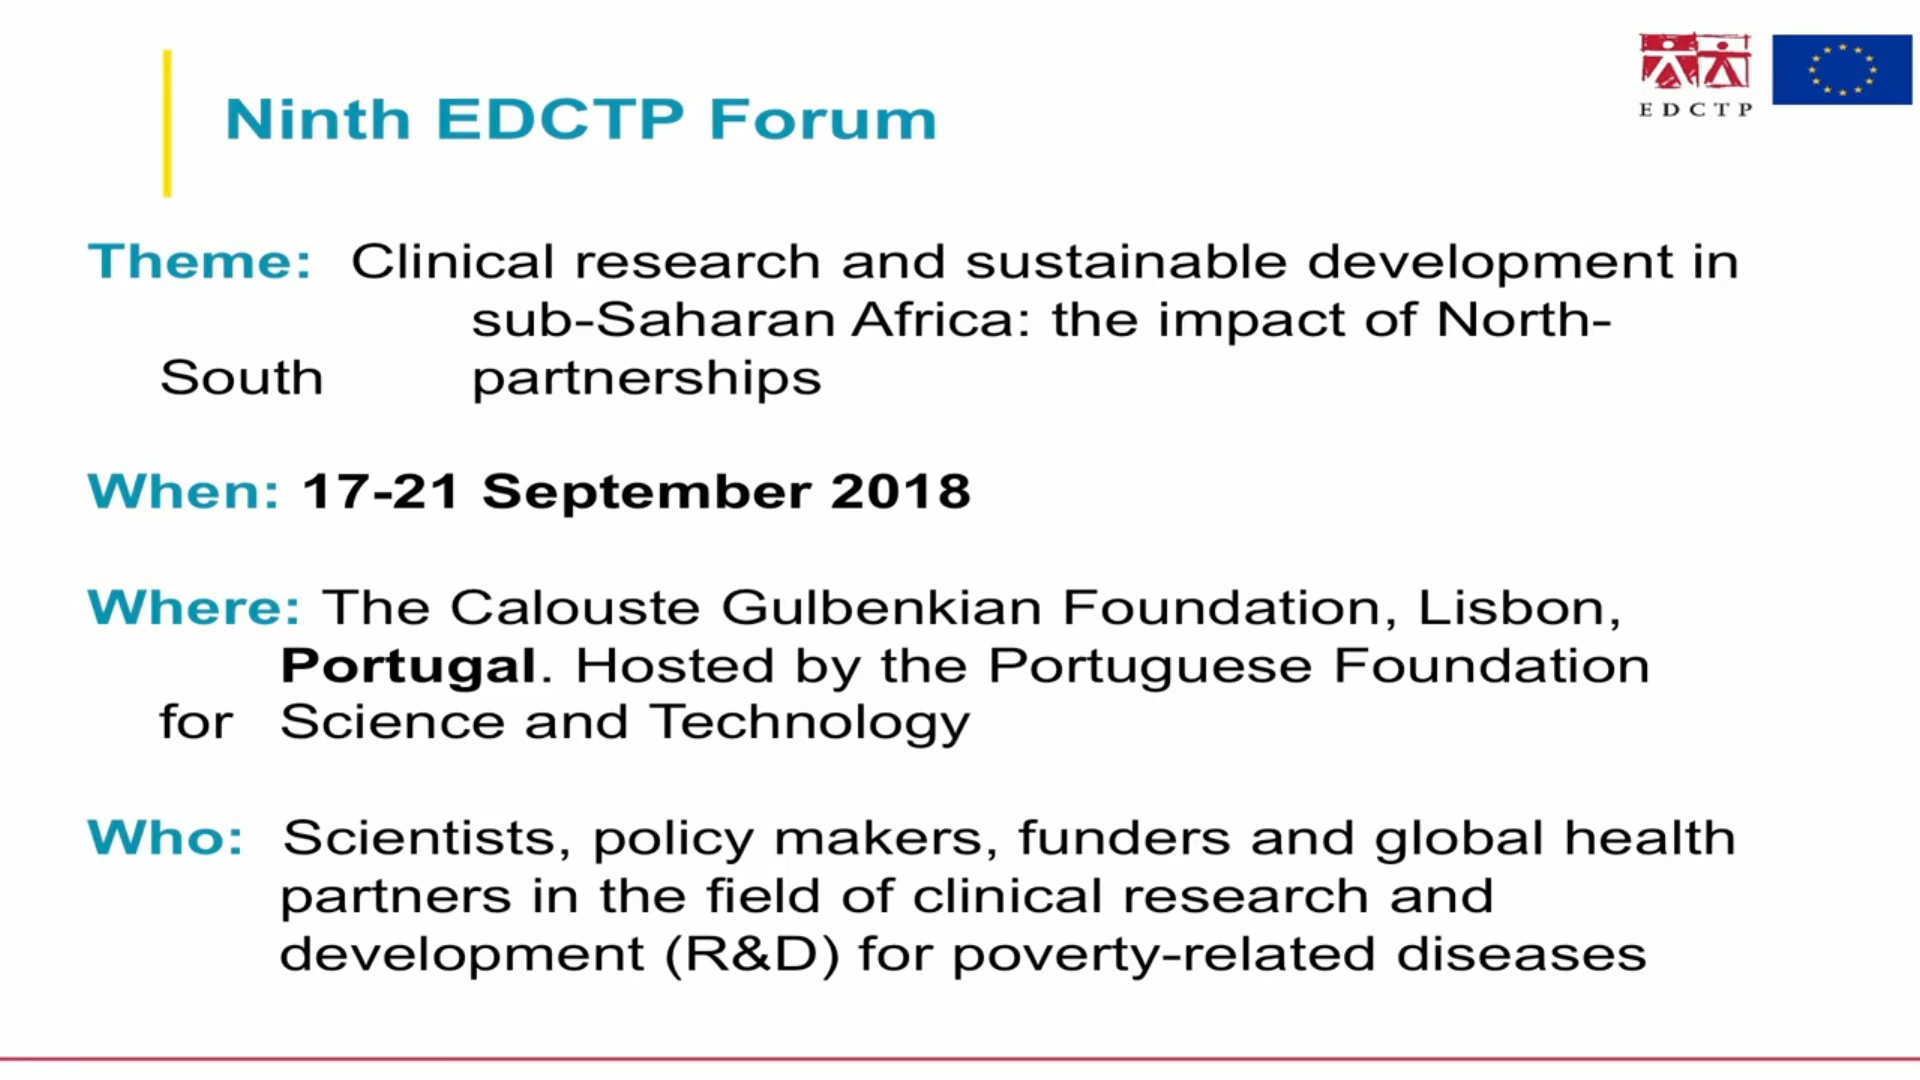 Ninth EDCTP Forum
EDCTP
Theme: Clinical research and sustainable development in
sub-Saharan Africa: the impact of North-
South partnerships
When: 17-21 September 2018
Where: The Calouste Gulbenkian Foundation, Lisbon,
Portugal. Hosted by the Portuguese Foundation
for Science and Technology
Who: Scientists, policy makers, funders and global health
partners in the field of clinical research and
development (R&D) for poverty-related diseases